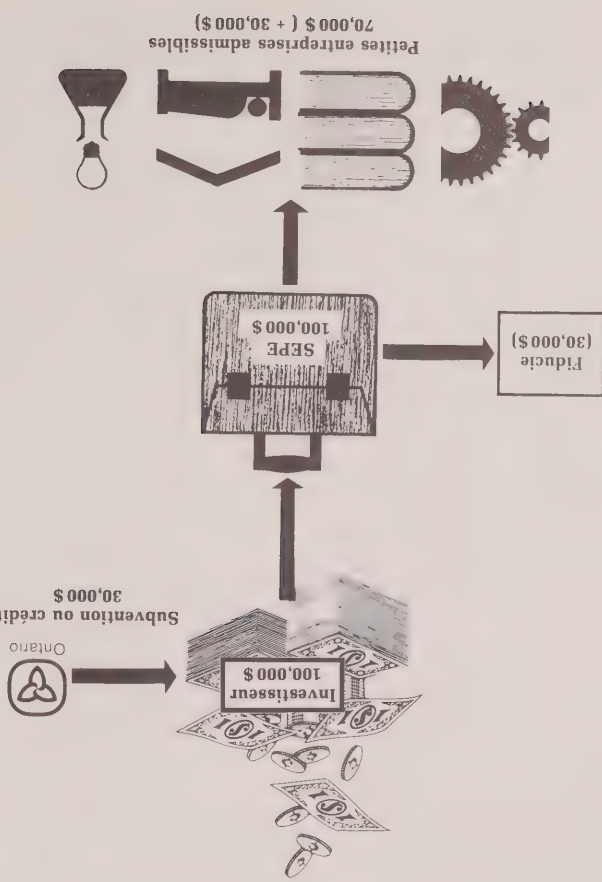 Investisseur
100,000 $
Ontario
Subvention ou crédit
30,000 $
SEPE
100,000 $
Fiducie
(30,000 $)
Petites entreprises admissibles
70,000 $ ( + 30,000 $)